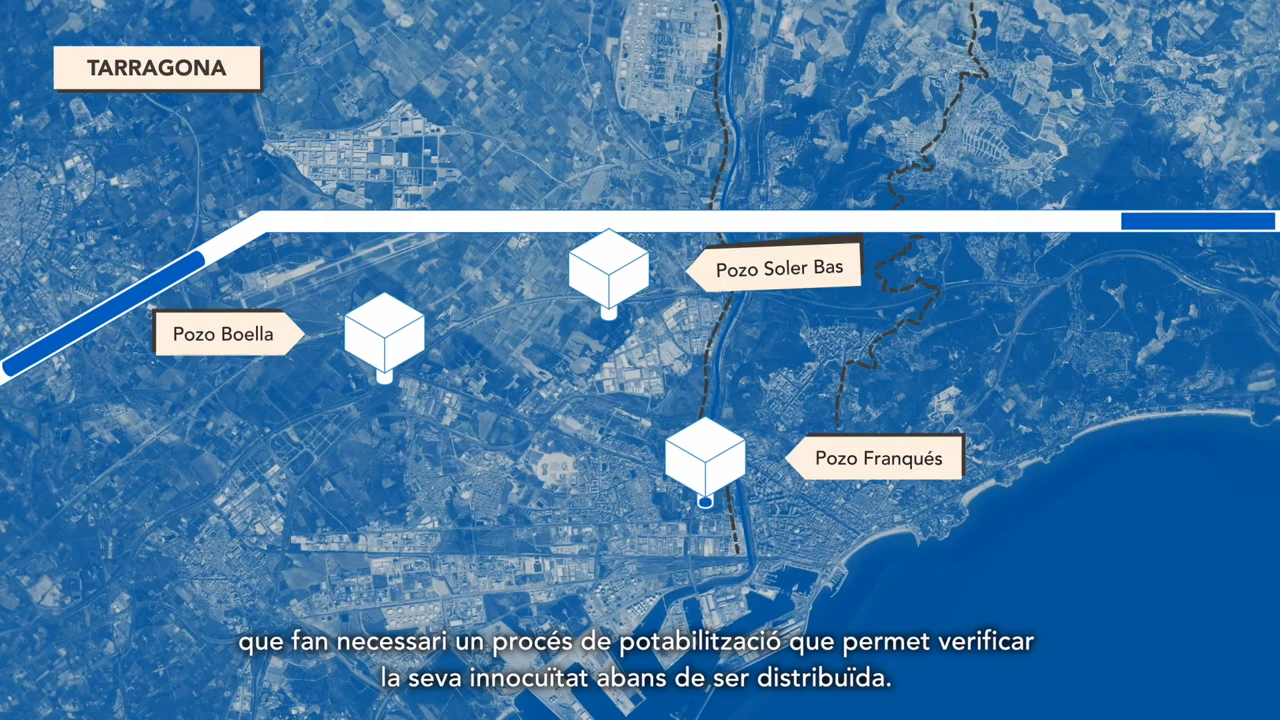 TARRAGONA
Pozo Soler Bas
Pozo Boella
Pozo Franqués
que fan necessari un procés de potabilització que permet verificar
la seva innocuïtat abans de ser distribuïda.